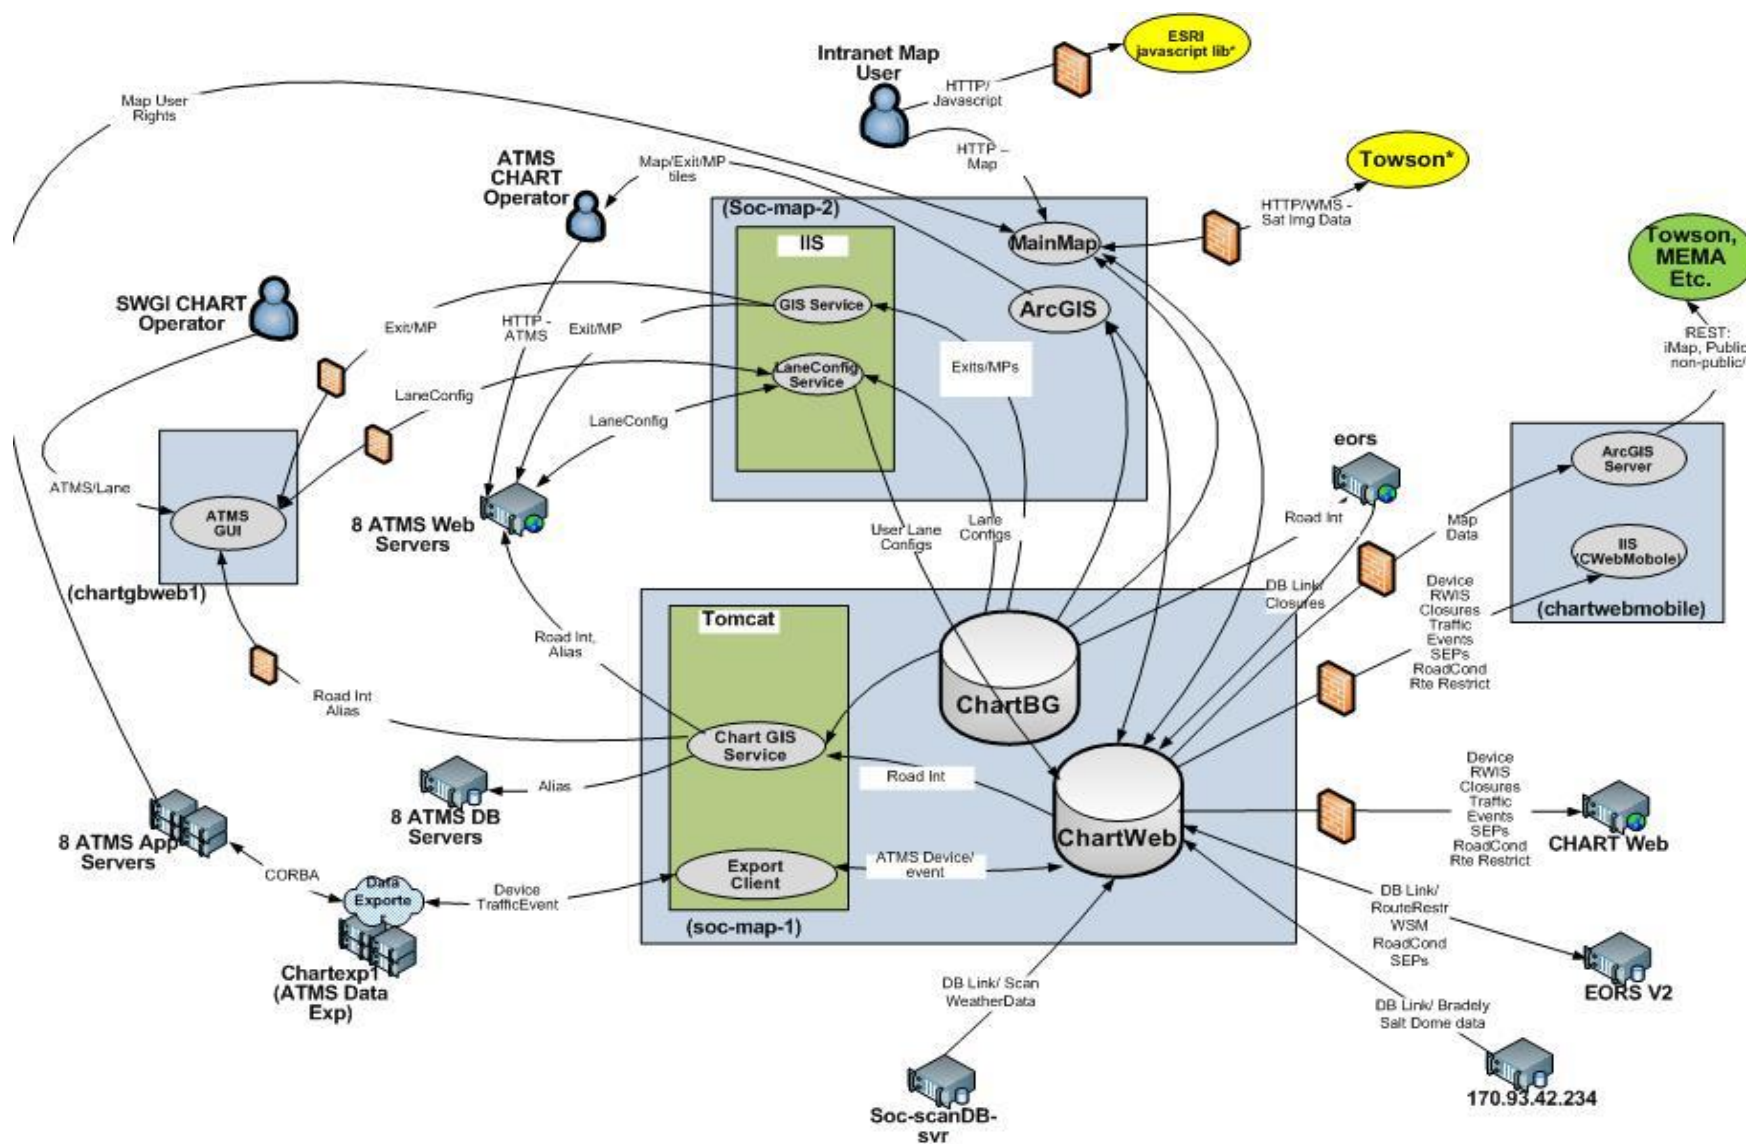 ESRI
javascript lib*
Intranet Map
User
HTTP/
Javascript
Map User
Rights
HTTP –
Map
Towson*
ATMS
CHART
Operator
Map/Exit/MP
tiles
HTTP/WMS -
Sat Img Data
(Soc-map-2)
IIS
MainMap
Towson,
MEMA
Etc.
SWGI CHART
Operator
GIS Service
ArcGIS
Exit/MP
HTTP -
ATMS
Exit/MP
REST:
iMap, Public
non-public/
LaneConfig
Service
Exits/MPs
LaneConfig
LaneConfig
eors
ArcGIS
Server
ATMS/Lane
ATMS
GUI
8 ATMS Web
Servers
User Lane
Configs
Lane
Configs
Road Int
Map
Data
IIS
(CWebMobole)
(chartgbweb1)
DB Link/
Closures
Device
RWIS
Closures
Traffic
Events
SEPs
RoadCond
Rte Restrict
(chartwebmobile)
Tomcat
Road Int,
Alias
Road Int
Alias
ChartBG
Chart GIS
Service
Road Int
Alias
8 ATMS DB
Servers
Device
RWIS
Closures
Traffic
Events
SEPs
RoadCond
Rte Restrict
CHART Web
8 ATMS App
Servers
ChartWeb
CORBA
Export
Client
ATMS Device/
event
Data
Exporte
Device
TrafficEvent
DB Link/
RouteRestr
WSM
RoadCond
SEPs
(soc-map-1)
Chartexp1
(ATMS Data
Exp)
DB Link/ Scan
WeatherData
EORS V2
DB Link/ Bradely
Salt Dome data
170.93.42.234
Soc-scanDB-
svr